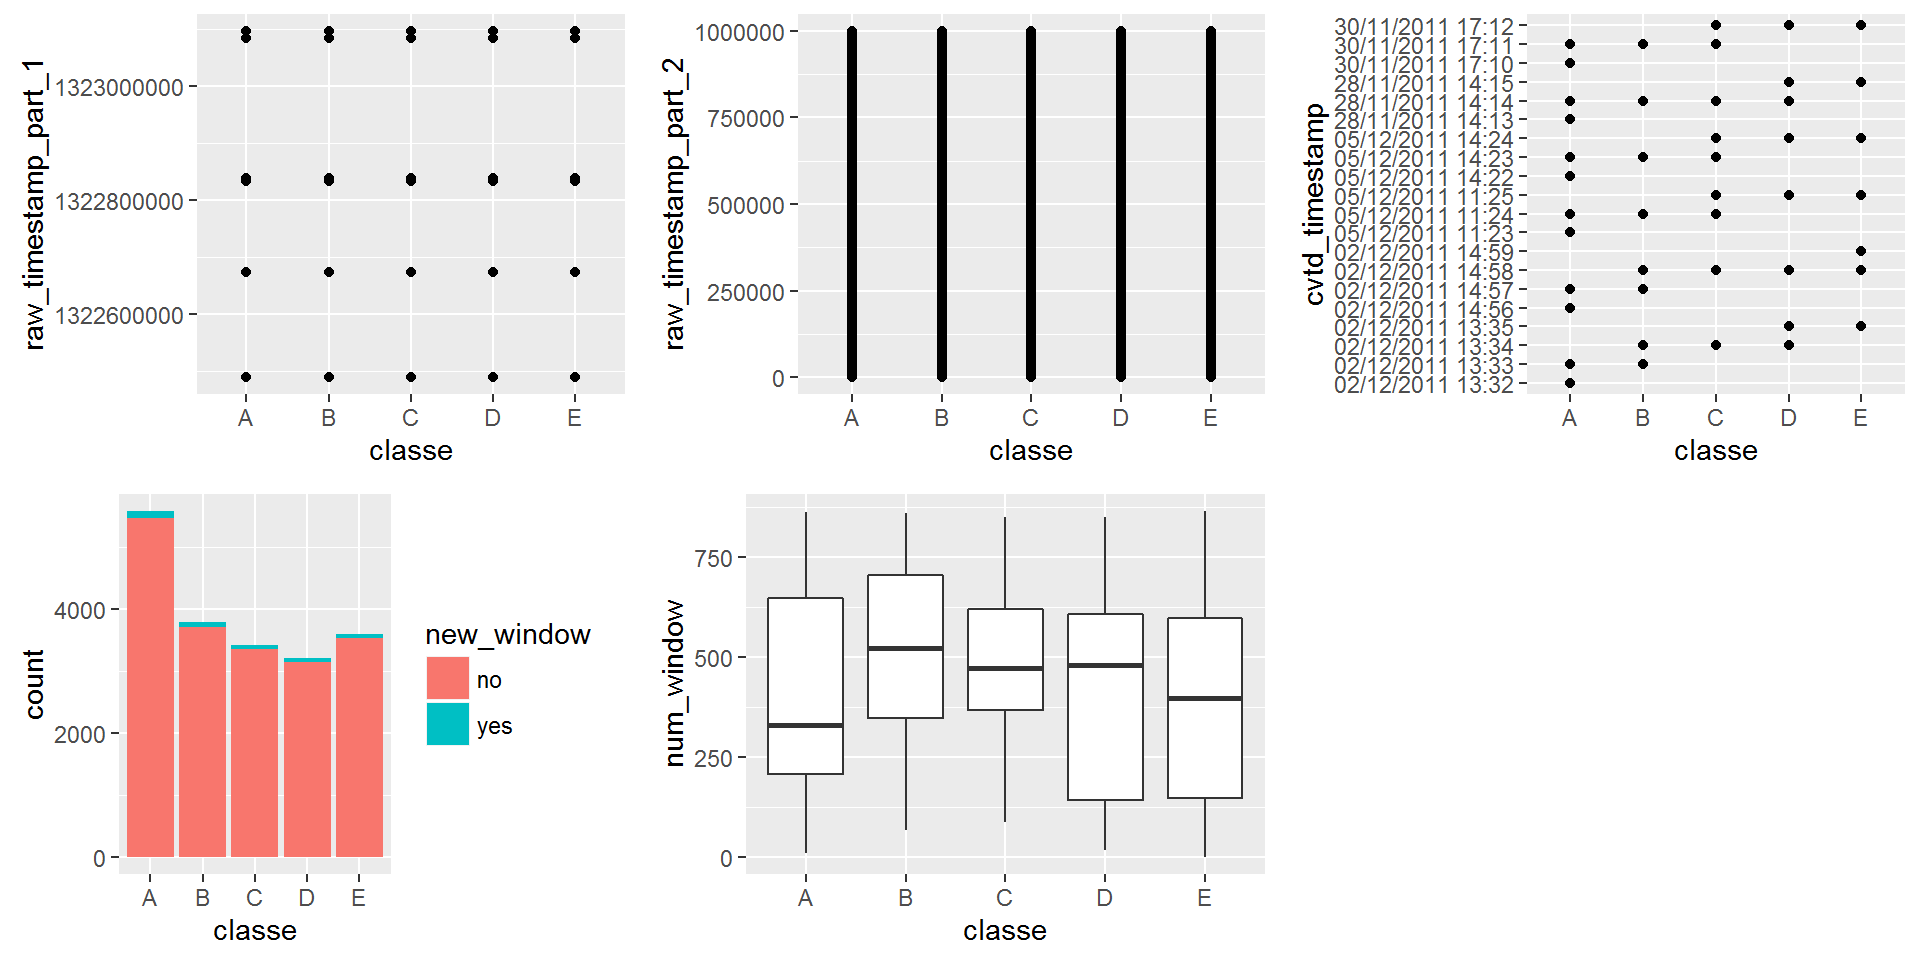 raw_timestamp_part_1
1323000000
1322800000
1322600000
A B C D E
classe
raw_timestamp_part_2
1000000
750000
500000
250000
0
A B C D E
classe
cvtd_timestamp
30/11/2011 17:12
30/11/2011 17:11
30/11/2011 17:10
28/11/2011 14:15
28/11/2011 14:14
28/11/2011 14:13
05/12/2011 14:24
05/12/2011 14:23
05/12/2011 14:22
05/12/2011 11:25
05/12/2011 11:24
05/12/2011 11:23
02/12/2011 14:59
02/12/2011 14:58
02/12/2011 14:57
02/12/2011 14:56
02/12/2011 13:35
02/12/2011 13:34
02/12/2011 13:33
02/12/2011 13:32
A B C D E
classe
count
4000
2000
0
A B C D E
classe
new_window
no
yes
num_window
750
500
250
0
A B C D E
classe